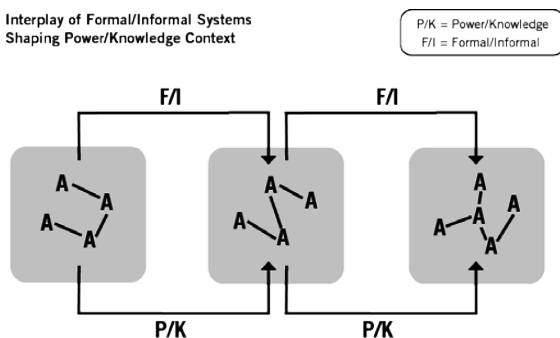 Interplay of Formal/Informal Systems
Shaping Power/Knowledge Context
P/K = Power/Knowledge
F/I = Formal/Informal
F/I
F/I
A
A
A
A
A
A
A
A
A
A
A
A
A
P/K
P/K